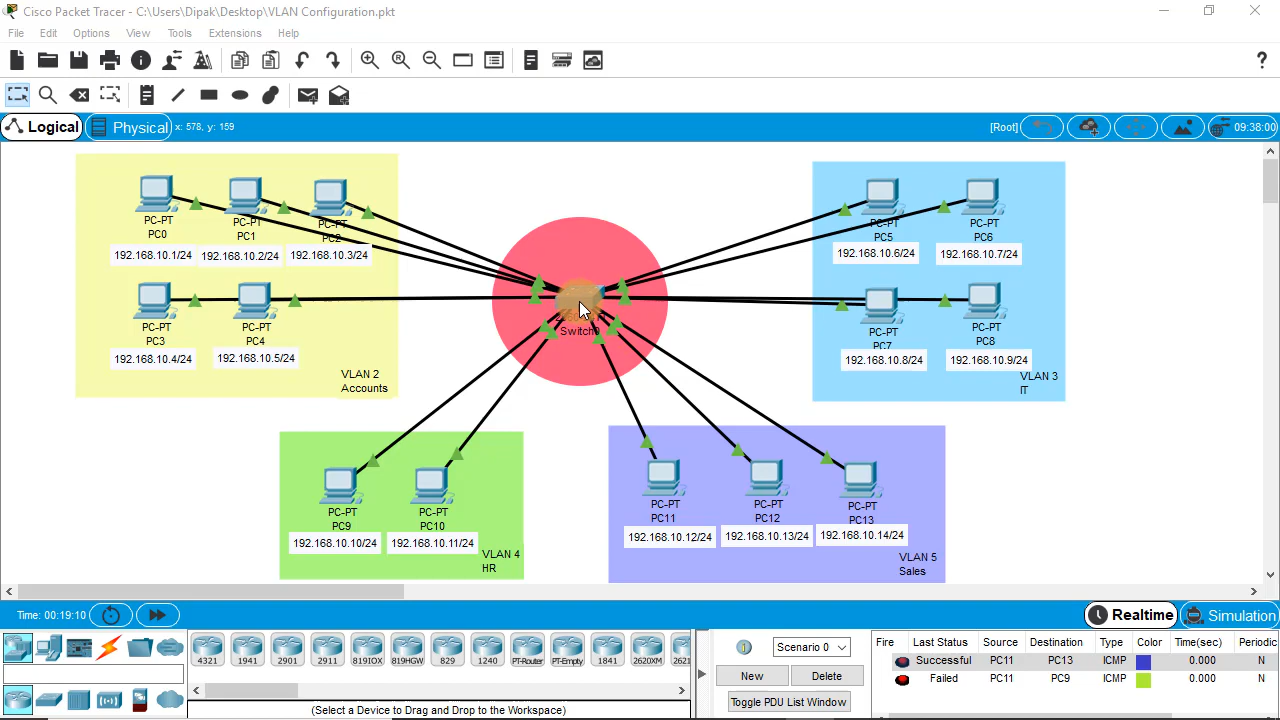 Cisco Packet Tracer - C:\Users\Dipak\Desktop\VLAN Configuration.pkt
File Edit Options View Tools Extensions Help
Logical Physical x: 578, y: 159 [Root] 09:38:00
PC-PT
PC0
192.168.10.1/24
PC-PT
PC1
192.168.10.2/24
PC-PT
PC2
192.168.10.3/24
PC-PT
PC3
192.168.10.4/24
PC-PT
PC4
192.168.10.5/24
VLAN 2
Accounts
Switch0
PC-PT
PC5
192.168.10.6/24
PC-PT
PC6
192.168.10.7/24
PC-PT
PC7
192.168.10.8/24
PC-PT
PC8
192.168.10.9/24
VLAN 3
IT
PC-PT
PC9
192.168.10.10/24
PC-PT
PC10
192.168.10.11/24
VLAN 4
HR
PC-PT
PC11
192.168.10.12/24
PC-PT
PC12
192.168.10.13/24
PC-PT
PC13
192.168.10.14/24
VLAN 5
Sales
Time: 00:19:10 Realtime Simulation
4321 1941 2901 2911 819IOX 819HGW 829 1240 PT-Router PT-Empty 1841 2620XM 2621
(Select a Device to Drag and Drop to the Workspace)
Scenario 0
New Delete
Toggle PDU List Window
Fire Last Status Source Destination Type Color Time(sec) Periodic
Successful PC11 PC13 ICMP 0.000 N
Failed PC11 PC9 ICMP 0.000 N